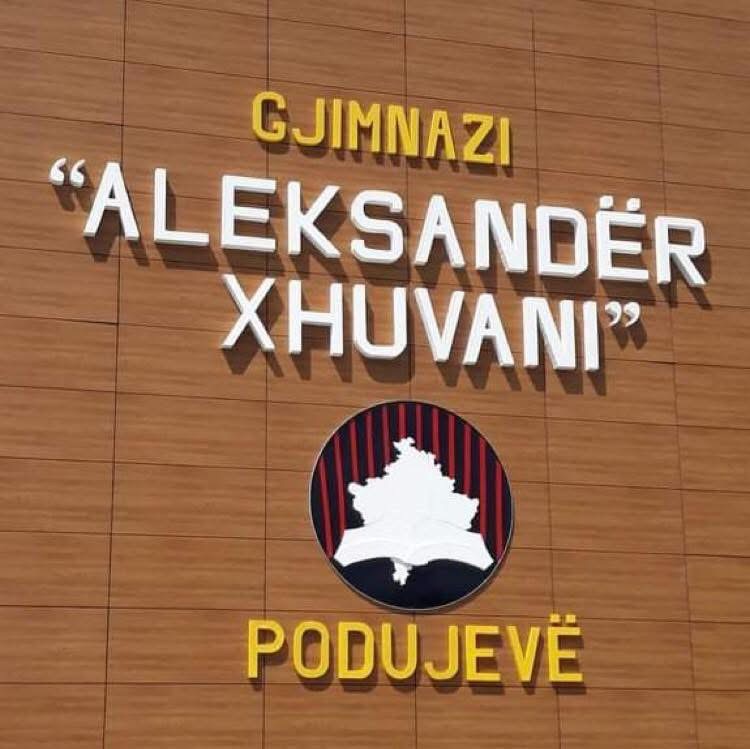 GJIMNAZI
“ALEKSANDËR
XHUVANI”
PODUJEVË